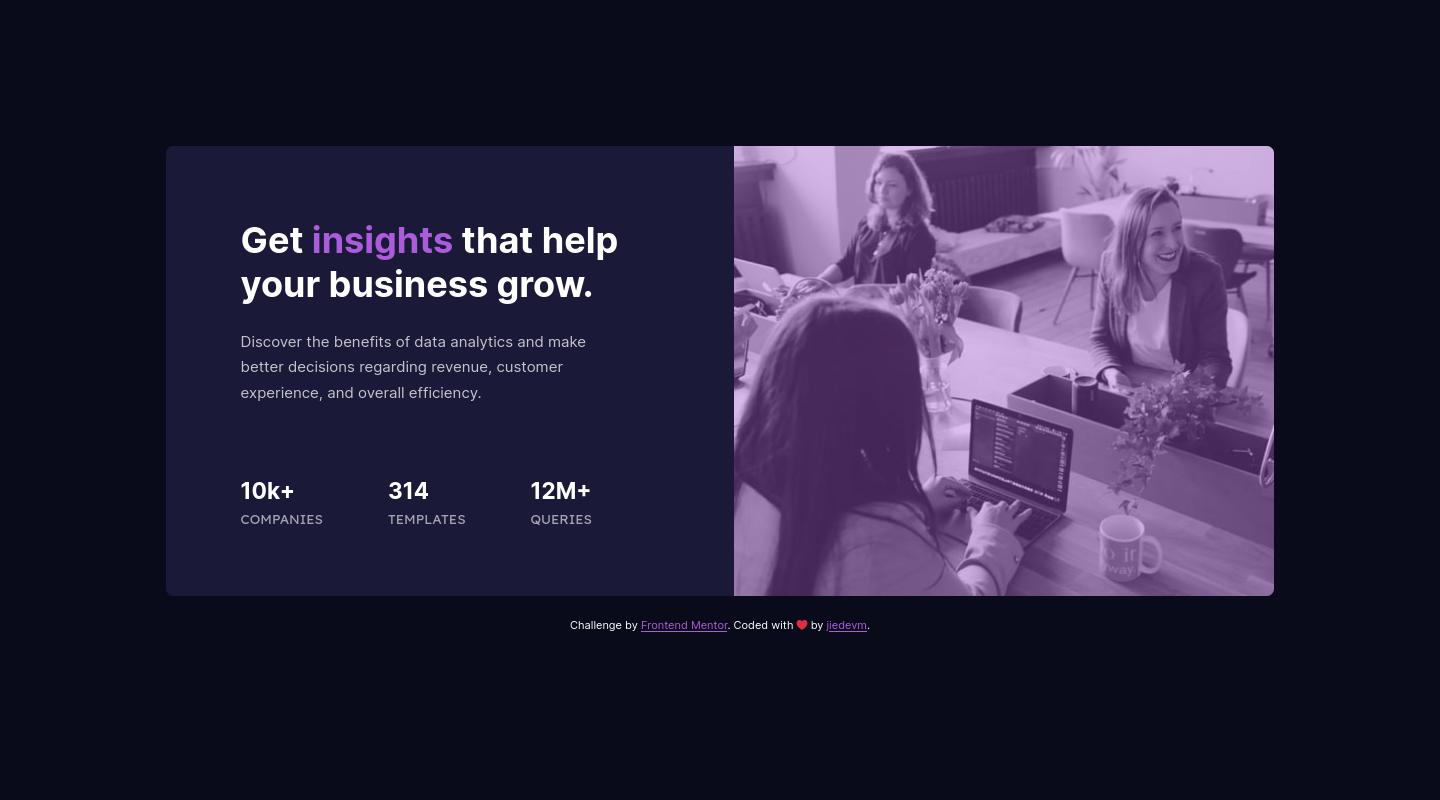 Get insights that help
your business grow.
Discover the benefits of data analytics and make
better decisions regarding revenue, customer
experience, and overall efficiency.
10k+ 314 12M+
COMPANIES TEMPLATES QUERIES
Challenge by Frontend Mentor. Coded with ❤ by jiedevm.